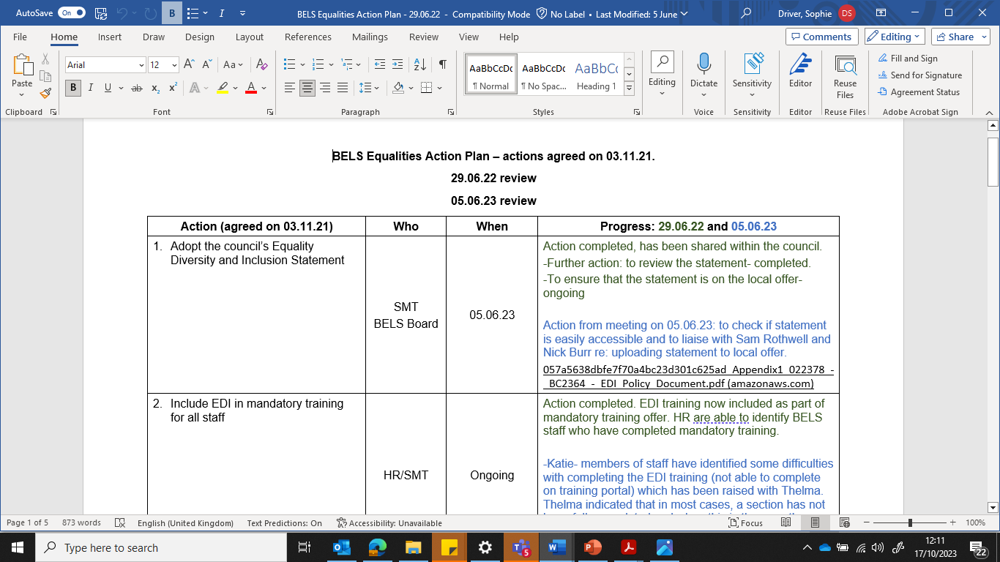 AutoSave On
BELS Equalities Action Plan - 29.06.22 - Compatibility Mode
No Label • Last Modified: 5 June
Driver, Sophie DS
File Home Insert Draw Design Layout References Mailings Review View Help
Comments Editing Share
Paste
Arial 12
AaBbCcDc AaBbCcDc AaBbCc
¶ Normal ¶ No Spac... Heading 1
Editing
Dictate
Sensitivity
Editor
Reuse
Files
Fill and Sign
Send for Signature
Agreement Status
Clipboard Font Paragraph Styles Voice Sensitivity Editor Reuse Files Adobe Acrobat Sign
BELS Equalities Action Plan – actions agreed on 03.11.21.
29.06.22 review
05.06.23 review
Action (agreed on 03.11.21) Who When Progress: 29.06.22 and 05.06.23
1. Adopt the council's Equality
Diversity and Inclusion Statement
SMT
BELS Board
05.06.23
Action completed, has been shared within the council.
-Further action: to review the statement- completed.
-To ensure that the statement is on the local offer-
ongoing
Action from meeting on 05.06.23: to check if statement
is easily accessible and to liaise with Sam Rothwell and
Nick Burr re: uploading statement to local offer.
057a5638dbfe7f70a4bc23d301c625ad_Appendix1_022378_-
_BC2364_-_EDI_Policy_Document.pdf (amazonaws.com)
2. Include EDI in mandatory training
for all staff
HR/SMT
Ongoing
Action completed. EDI training now included as part of
mandatory training offer. HR are able to identify BELS
staff who have completed mandatory training.
-Katie- members of staff have identified some difficulties
with completing the EDI training (not able to complete
on training portal) which has been raised with Thelma.
Thelma indicated that in most cases, a section has not
Page 1 of 5 873 words English (United Kingdom) Text Predictions: On Accessibility: Unavailable Focus 100%
Type here to search
5
12:11
17/10/2023
22